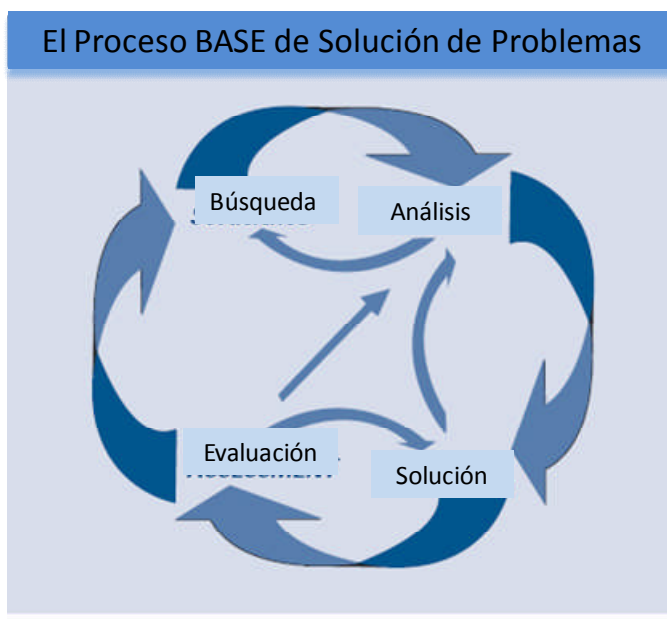 El Proceso BASE de Solución de Problemas
Búsqueda
Análisis
Evaluación
Solución